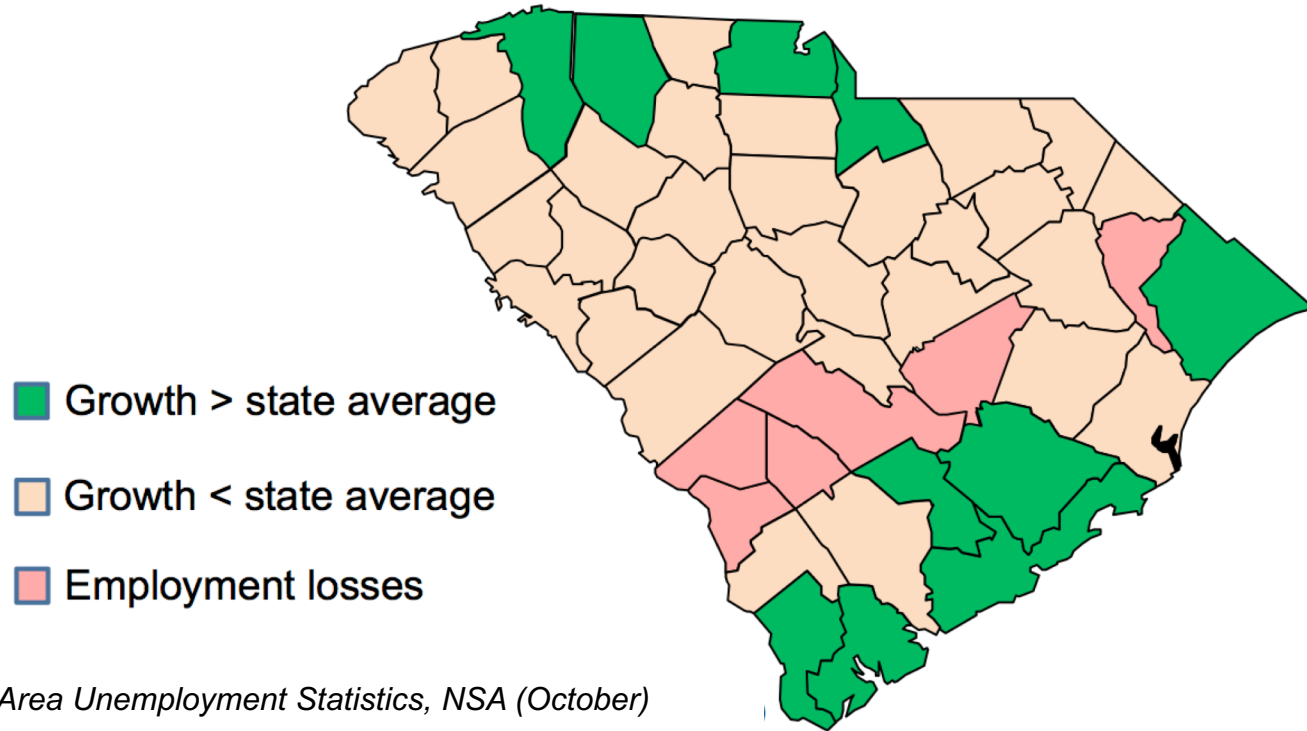 Growth > state average
Growth < state average
Employment losses
Area Unemployment Statistics, NSA (October)